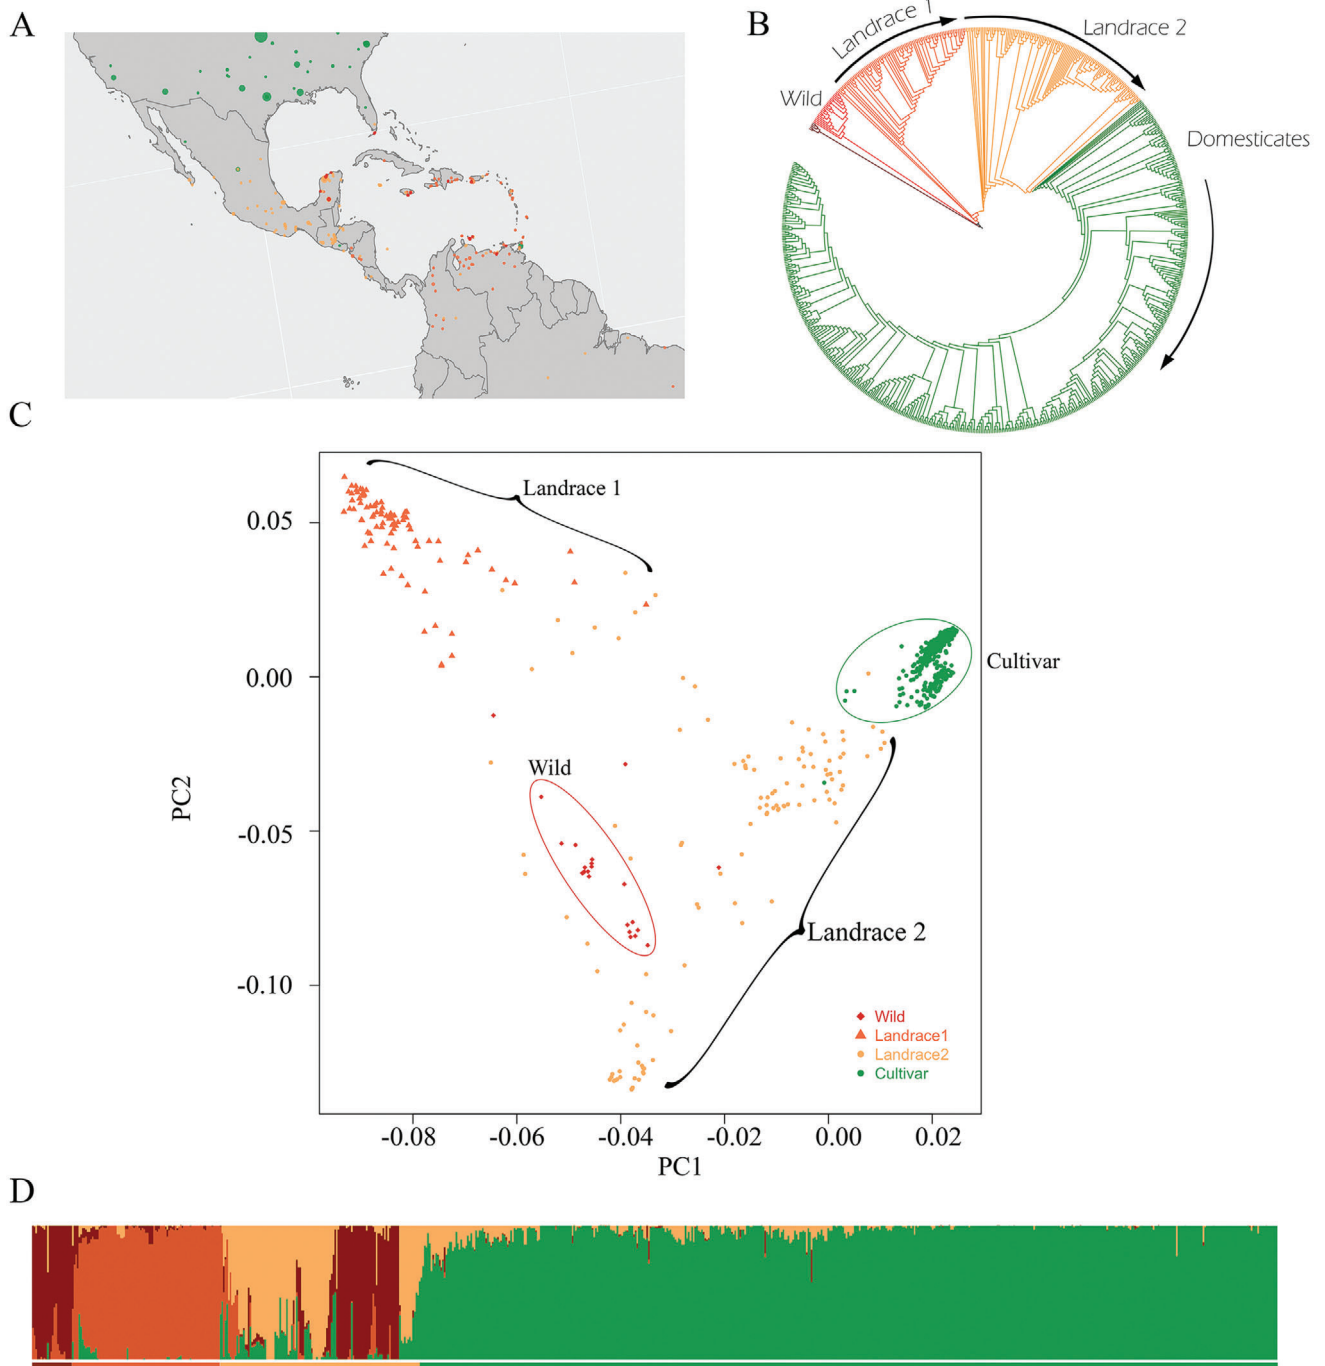 A
B
Landrace 1
Landrace 2
Wild
Domesticates
C
Landrace 1
0.05
Cultivar
0.00
Wild
PC2
-0.05
Landrace 2
-0.10
Wild
Landrace1
Landrace2
Cultivar
-0.08 -0.06 -0.04 -0.02 0.00 0.02
PC1
D